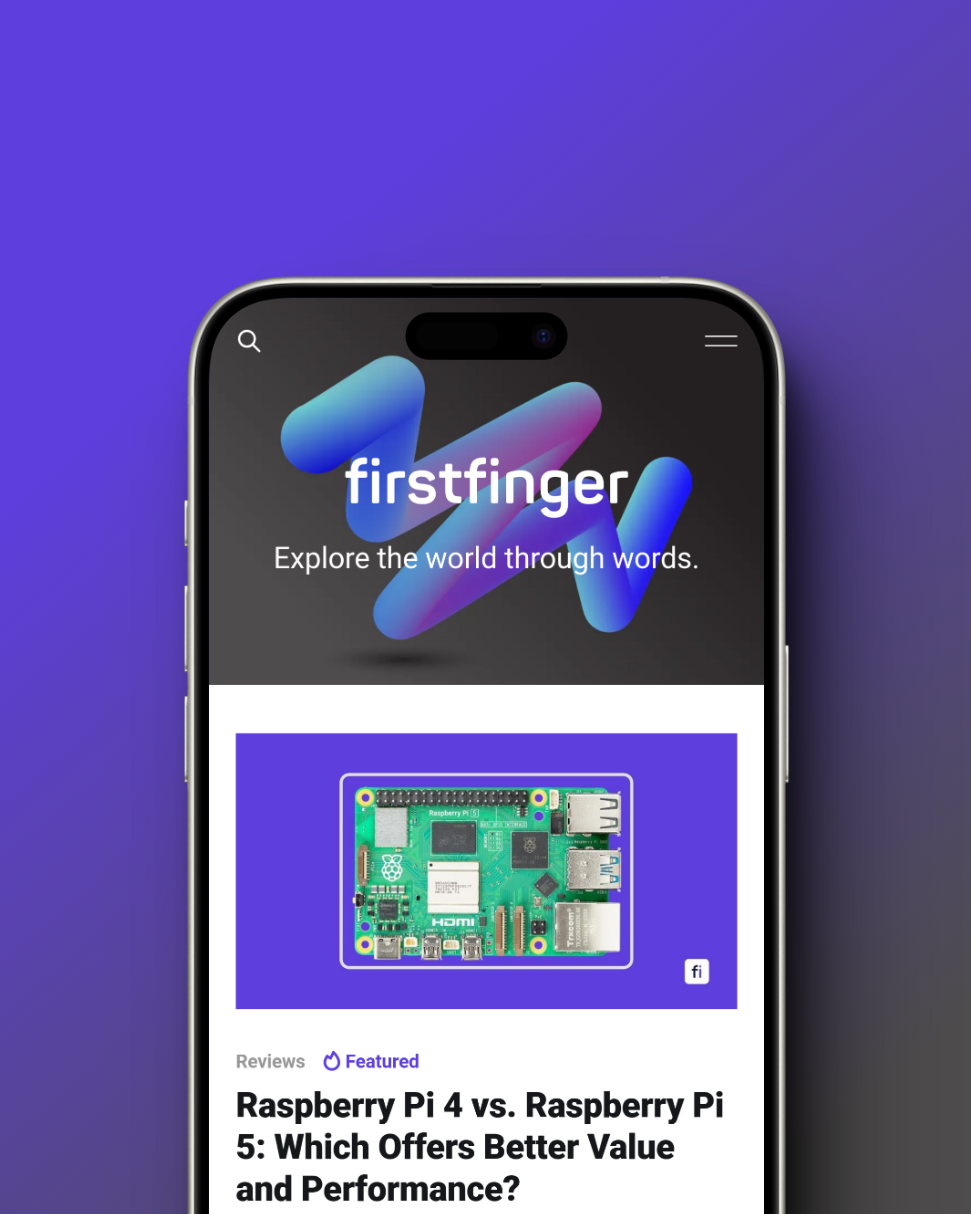 firstfinger
Explore the world through words.
Raspberry Pi 5
HDMI
Trxcom
fi
Reviews
Featured
Raspberry Pi 4 vs. Raspberry Pi
5: Which Offers Better Value
and Performance?